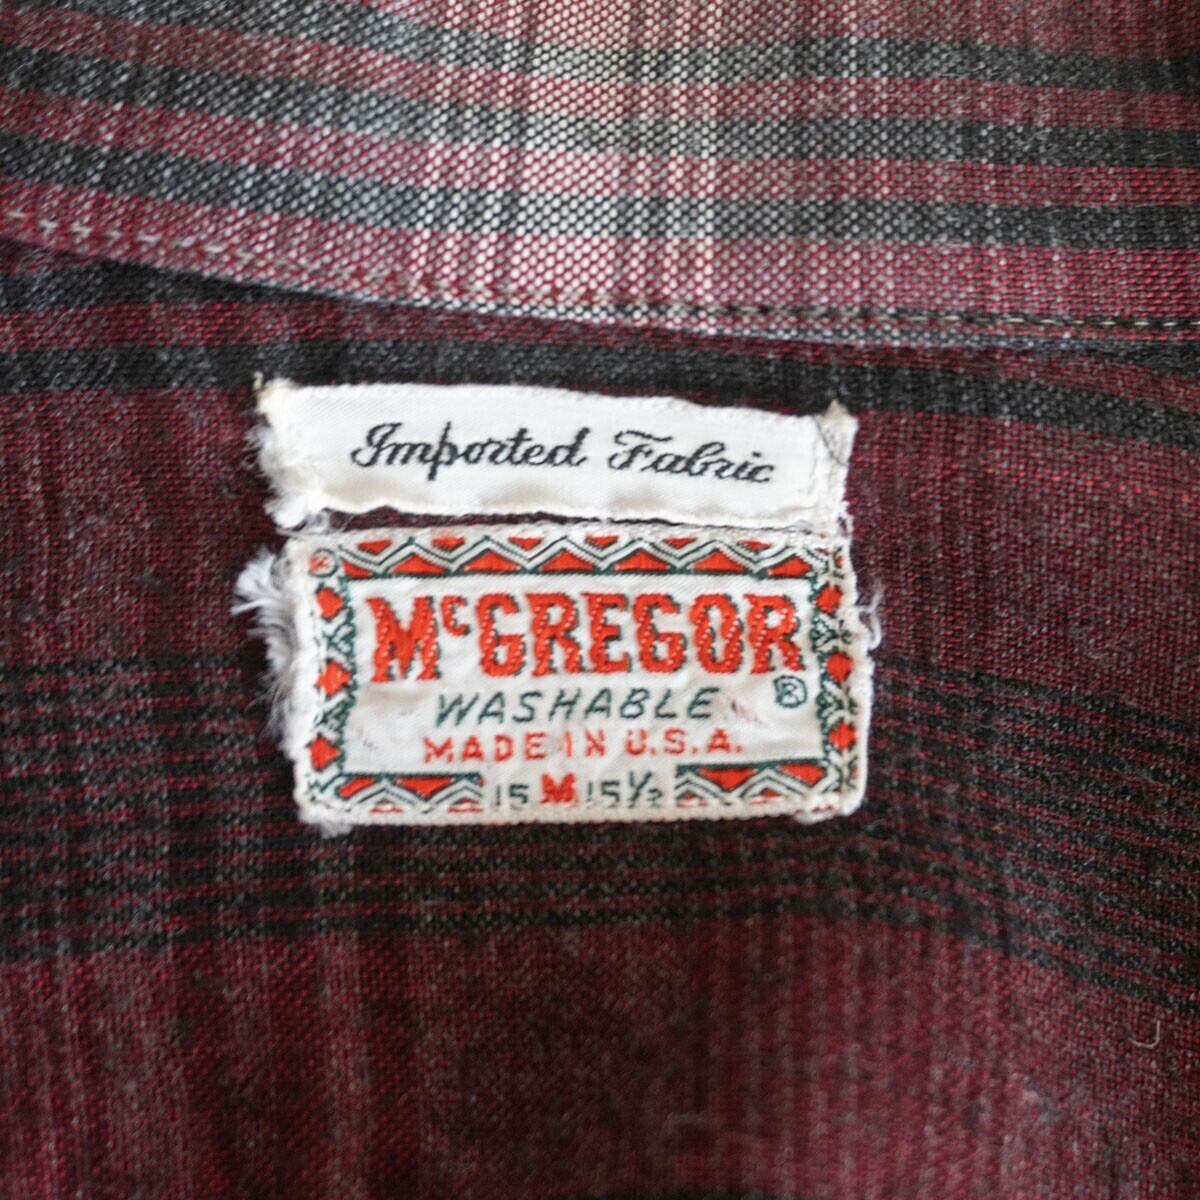 Imported Fabric
McGREGOR
WASHABLE ®
MADE IN U.S.A.
15 M 15½